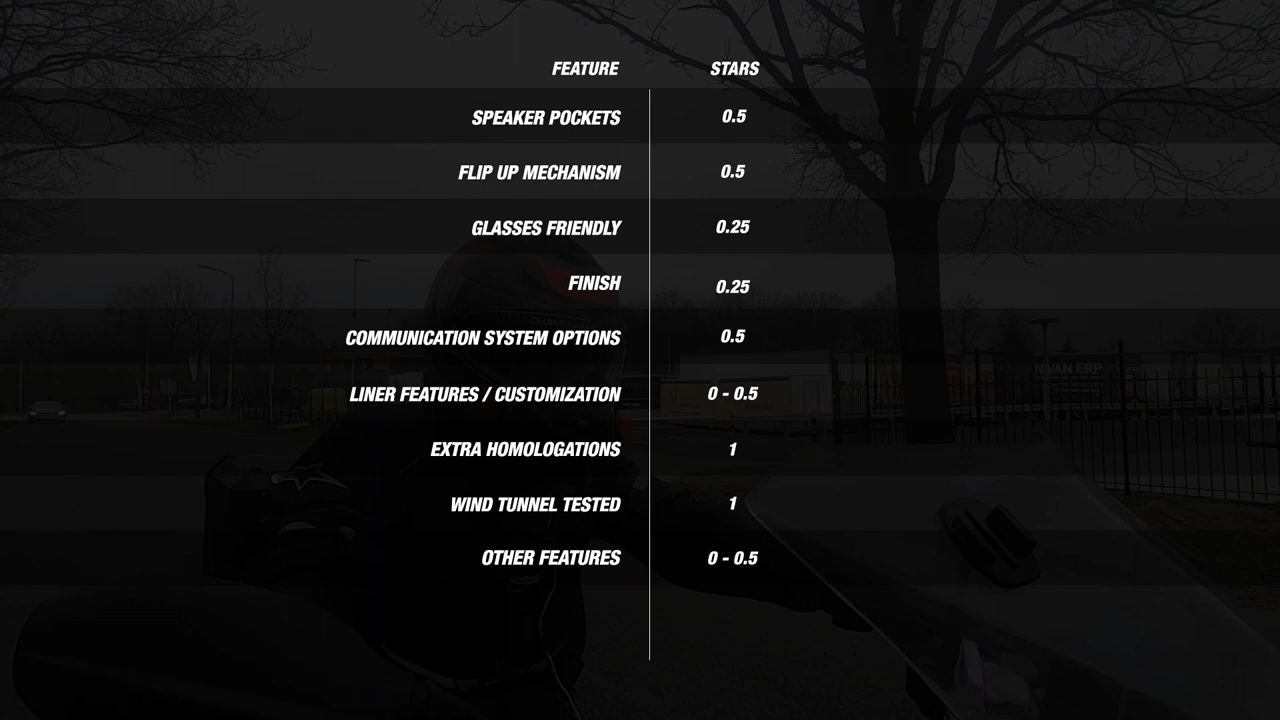 FEATURE STARS
SPEAKER POCKETS 0.5
FLIP UP MECHANISM 0.5
GLASSES FRIENDLY 0.25
FINISH 0.25
COMMUNICATION SYSTEM OPTIONS 0.5
LINER FEATURES / CUSTOMIZATION 0 - 0.5
EXTRA HOMOLOGATIONS 1
WIND TUNNEL TESTED 1
OTHER FEATURES 0 - 0.5
N VAN ERP